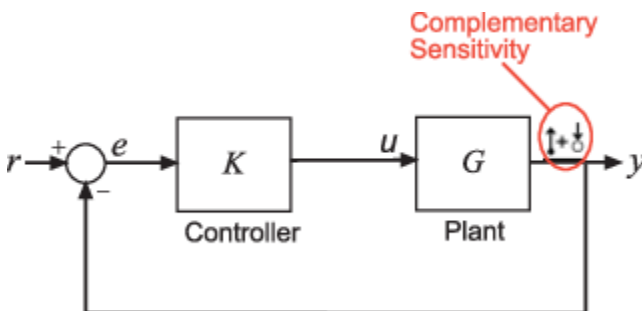 Complementary
Sensitivity
r + e K u G y
−
Controller Plant